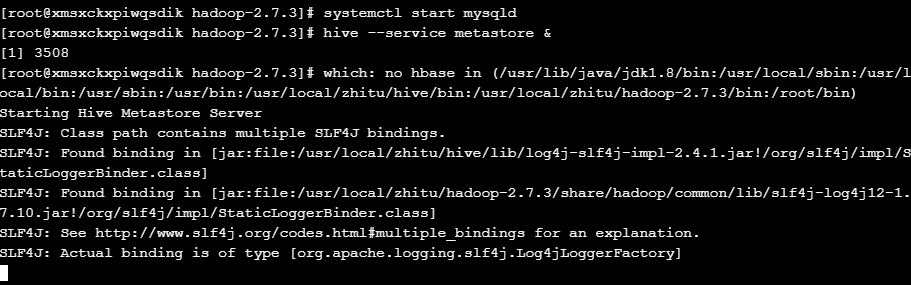 [root@xmsxckxpiwqsdik hadoop-2.7.3]# systemctl start mysqld
[root@xmsxckxpiwqsdik hadoop-2.7.3]# hive --service metastore &
[1] 3508
[root@xmsxckxpiwqsdik hadoop-2.7.3]# which: no hbase in (/usr/lib/java/jdk1.8/bin:/usr/local/sbin:/usr/l
ocal/bin:/usr/sbin:/usr/bin:/usr/local/zhitu/hive/bin:/usr/local/zhitu/hadoop-2.7.3/bin:/root/bin)
Starting Hive Metastore Server
SLF4J: Class path contains multiple SLF4J bindings.
SLF4J: Found binding in [jar:file:/usr/local/zhitu/hive/lib/log4j-slf4j-impl-2.4.1.jar!/org/slf4j/impl/S
taticLoggerBinder.class]
SLF4J: Found binding in [jar:file:/usr/local/zhitu/hadoop-2.7.3/share/hadoop/common/lib/slf4j-log4j12-1.
7.10.jar!/org/slf4j/impl/StaticLoggerBinder.class]
SLF4J: See http://www.slf4j.org/codes.html#multiple_bindings for an explanation.
SLF4J: Actual binding is of type [org.apache.logging.slf4j.Log4jLoggerFactory]